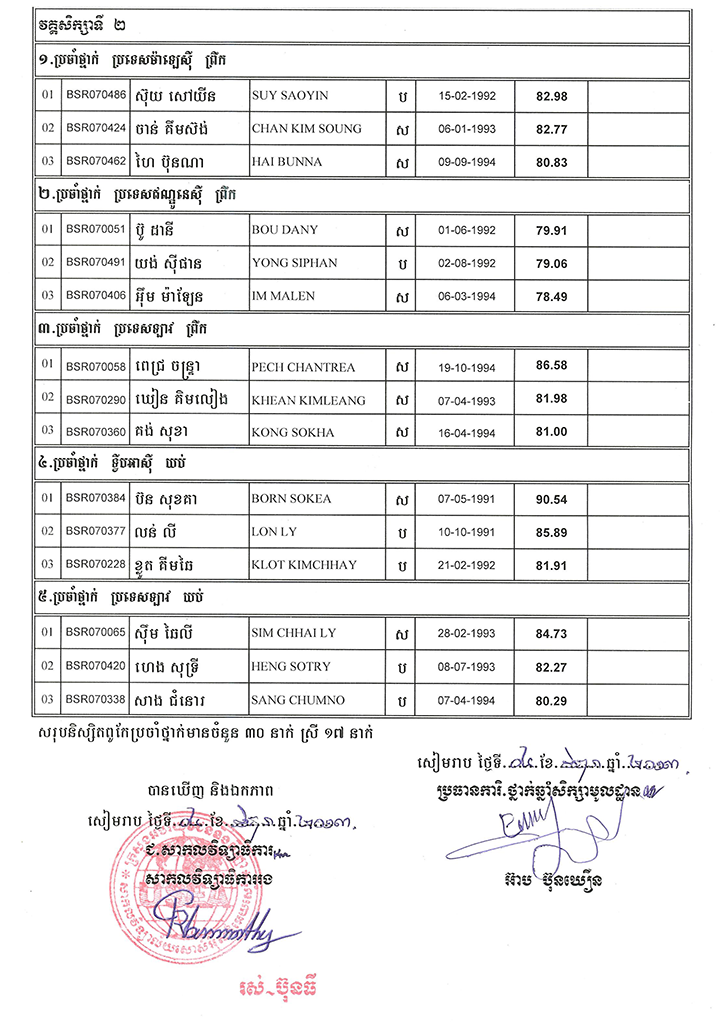 វគ្គសិក្សាទី ២
១.ប្រចាំថ្នាក់ ប្រទេសម៉ាឡេស៊ី ព្រឹក
01 BSR070486 ស៊ុយ សៅយីន SUY SAOYIN ប 15-02-1992 82.98
02 BSR070424 ចាន់ គឹមស៊ង់ CHAN KIM SOUNG ស 06-01-1993 82.77
03 BSR070462 ហៃ ប៊ុនណា HAI BUNNA ស 09-09-1994 80.83
២.ប្រចាំថ្នាក់ ប្រទេសឥណ្ឌូនេស៊ី ព្រឹក
01 BSR070051 ប៊ូ ដានី BOU DANY ស 01-06-1992 79.91
02 BSR070491 យង់ ស៊ីផាន YONG SIPHAN ប 02-08-1992 79.06
03 BSR070406 អ៊ឹម ម៉ាឡែន IM MALEN ស 06-03-1994 78.49
៣.ប្រចាំថ្នាក់ ប្រទេសឡាវ ព្រឹក
01 BSR070058 ពេជ្រ ចន្ទ្រា PECH CHANTREA ស 19-10-1994 86.58
02 BSR070290 ឃៀន គិមលៀង KHEAN KIMLEANG ស 07-04-1993 81.98
03 BSR070360 គង់ សុខា KONG SOKHA ស 16-04-1994 81.00
៤.ប្រចាំថ្នាក់ ទ្វីបអាស៊ី យប់
01 BSR070384 ប៊ន សុខគា BORN SOKEA ស 07-05-1991 90.54
02 BSR070377 លន់ លី LON LY ប 10-10-1991 85.89
03 BSR070228 ខ្លូត គីមឆៃ KLOT KIMCHHAY ប 21-02-1992 81.91
៥.ប្រចាំថ្នាក់ ប្រទេសឡាវ យប់
01 BSR070065 ស៊ឹម ឆៃលី SIM CHHAI LY ស 28-02-1993 84.73
02 BSR070420 ហេង សុទ្រី HENG SOTRY ប 08-07-1993 82.27
03 BSR070338 សាង ជំនោរ SANG CHUMNO ប 07-04-1994 80.29
សរុបនិស្សិតពូកែប្រចាំថ្នាក់មានចំនួន ៣០ នាក់ ស្រី ១៧ នាក់
សៀមរាប ថ្ងៃទី ខែ ឆ្នាំ ២០១៣
ប្រធានការិ.ថ្នាក់ឆ្នាំសិក្សាមូលដ្ឋាន
បានឃើញ និងឯកភាព
សៀមរាប ថ្ងៃទី ខែ ឆ្នាំ ២០១៣
ជ.សាកលវិទ្យាធិការ
សាកលវិទ្យាធិការរង
អ៊ាប ប៊ុនឃឿន
រស់ ប៊ុនធី